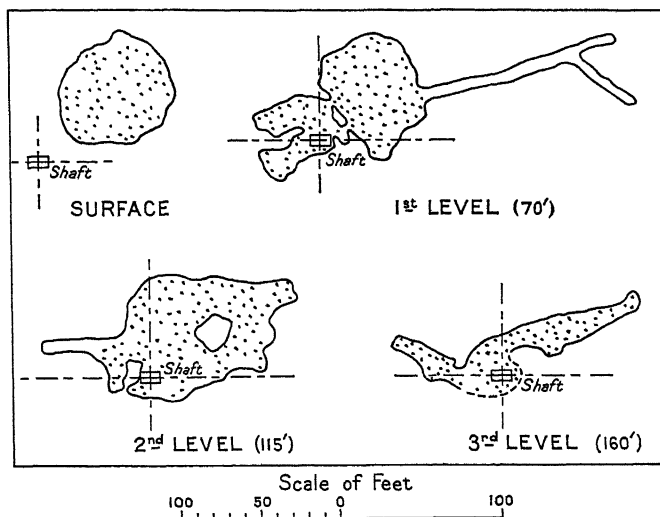 Shaft
SURFACE
Shaft
1st LEVEL (70')
Shaft
2nd LEVEL (115')
Shaft
3rd LEVEL (160')
Scale of Feet
100 50 0 100